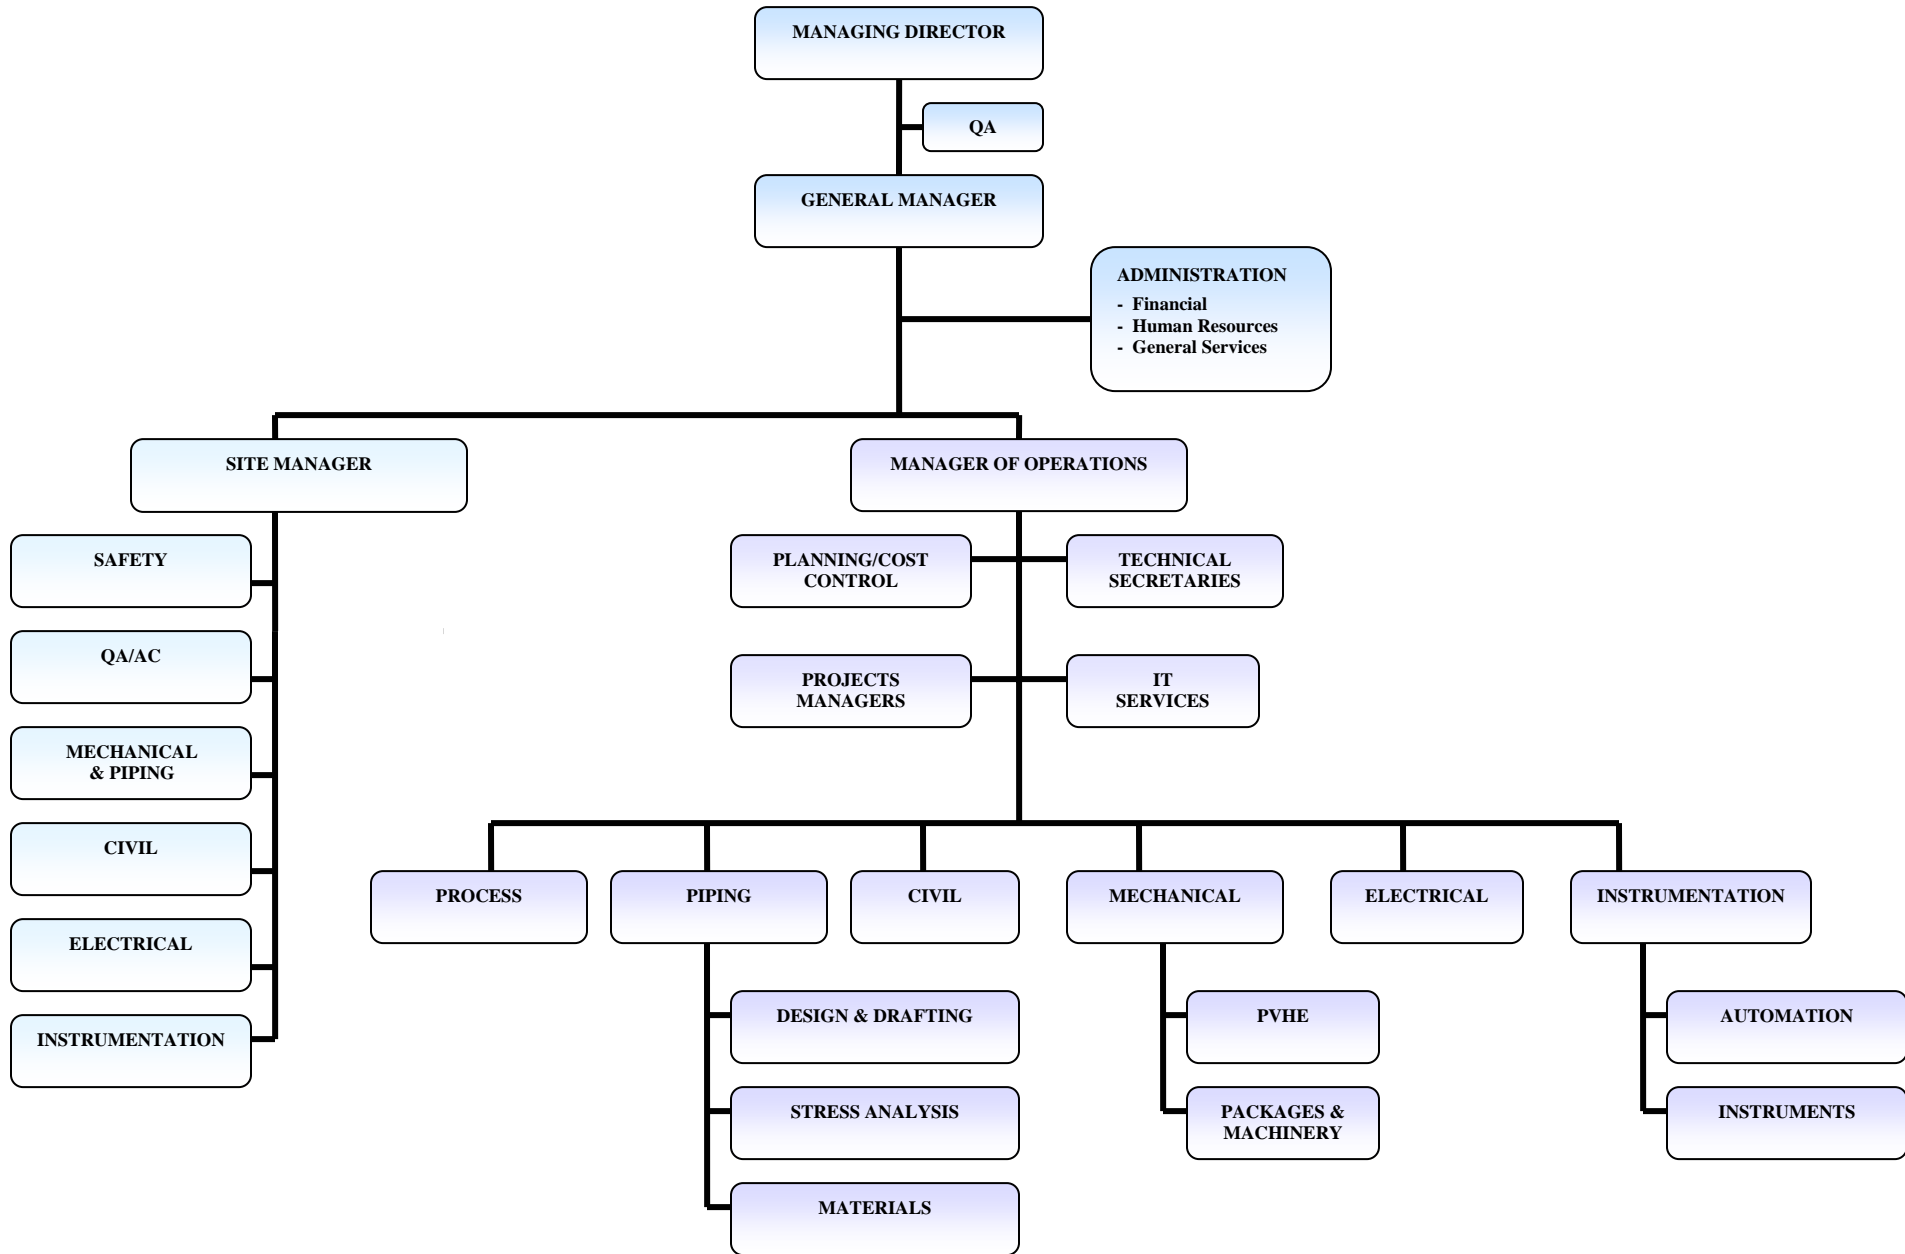 MANAGING DIRECTOR
QA
GENERAL MANAGER
ADMINISTRATION
- Financial
- Human Resources
- General Services
SITE MANAGER
MANAGER OF OPERATIONS
SAFETY
QA/AC
MECHANICAL
& PIPING
CIVIL
ELECTRICAL
INSTRUMENTATION
PLANNING/COST
CONTROL
TECHNICAL
SECRETARIES
PROJECTS
MANAGERS
IT
SERVICES
PROCESS
PIPING
CIVIL
MECHANICAL
ELECTRICAL
INSTRUMENTATION
DESIGN & DRAFTING
STRESS ANALYSIS
MATERIALS
PVHE
PACKAGES &
MACHINERY
AUTOMATION
INSTRUMENTS